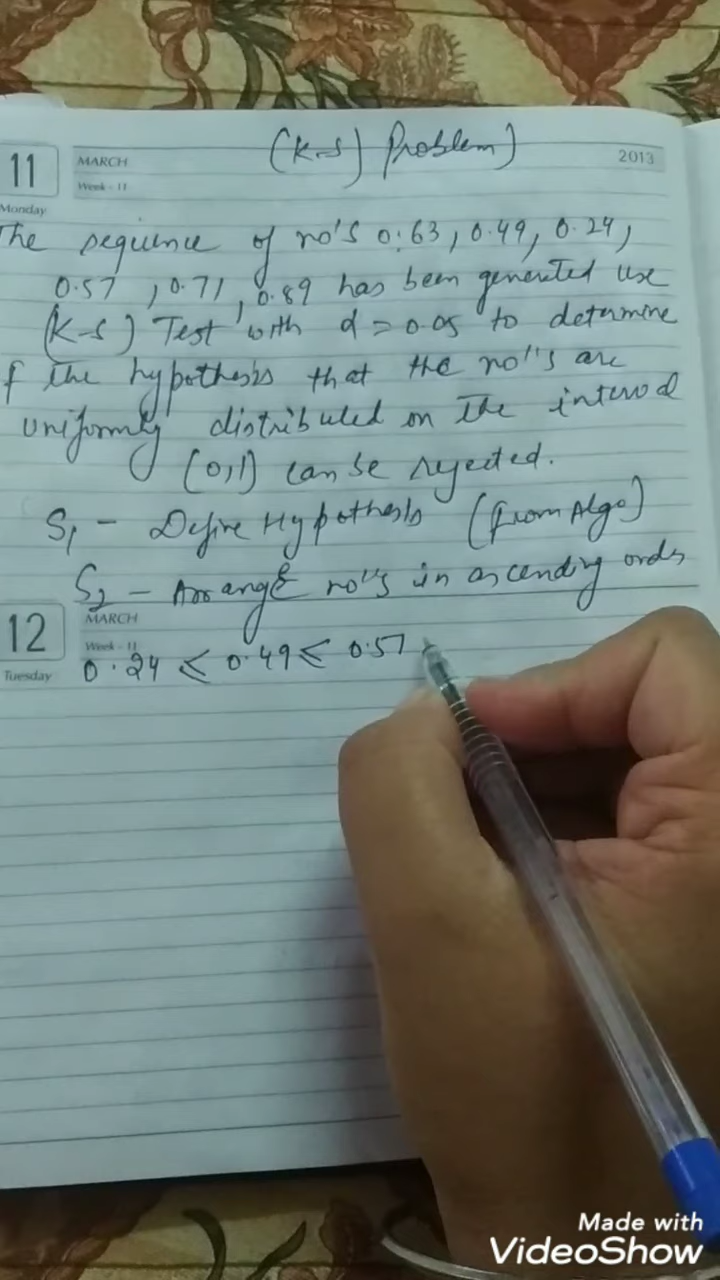 (K-S) Problem)
11
MARCH
2013
Week - 11
Monday
The sequence of no's 0.63, 0.49, 0.24,
0.57, 0.71, 0.89 has been generated use
(K-S) Test with α = 0.05 to determine
f the hypothesis that the no's are
uniformly distributed on the interval
(0,1) can be rejected.
S1 - Define Hypothesis (from Algo)
S2 - Arrange no's in ascending order
12
MARCH
Week - 11
Tuesday
0.24 ≤ 0.49 ≤ 0.57
Made with
VideoShow